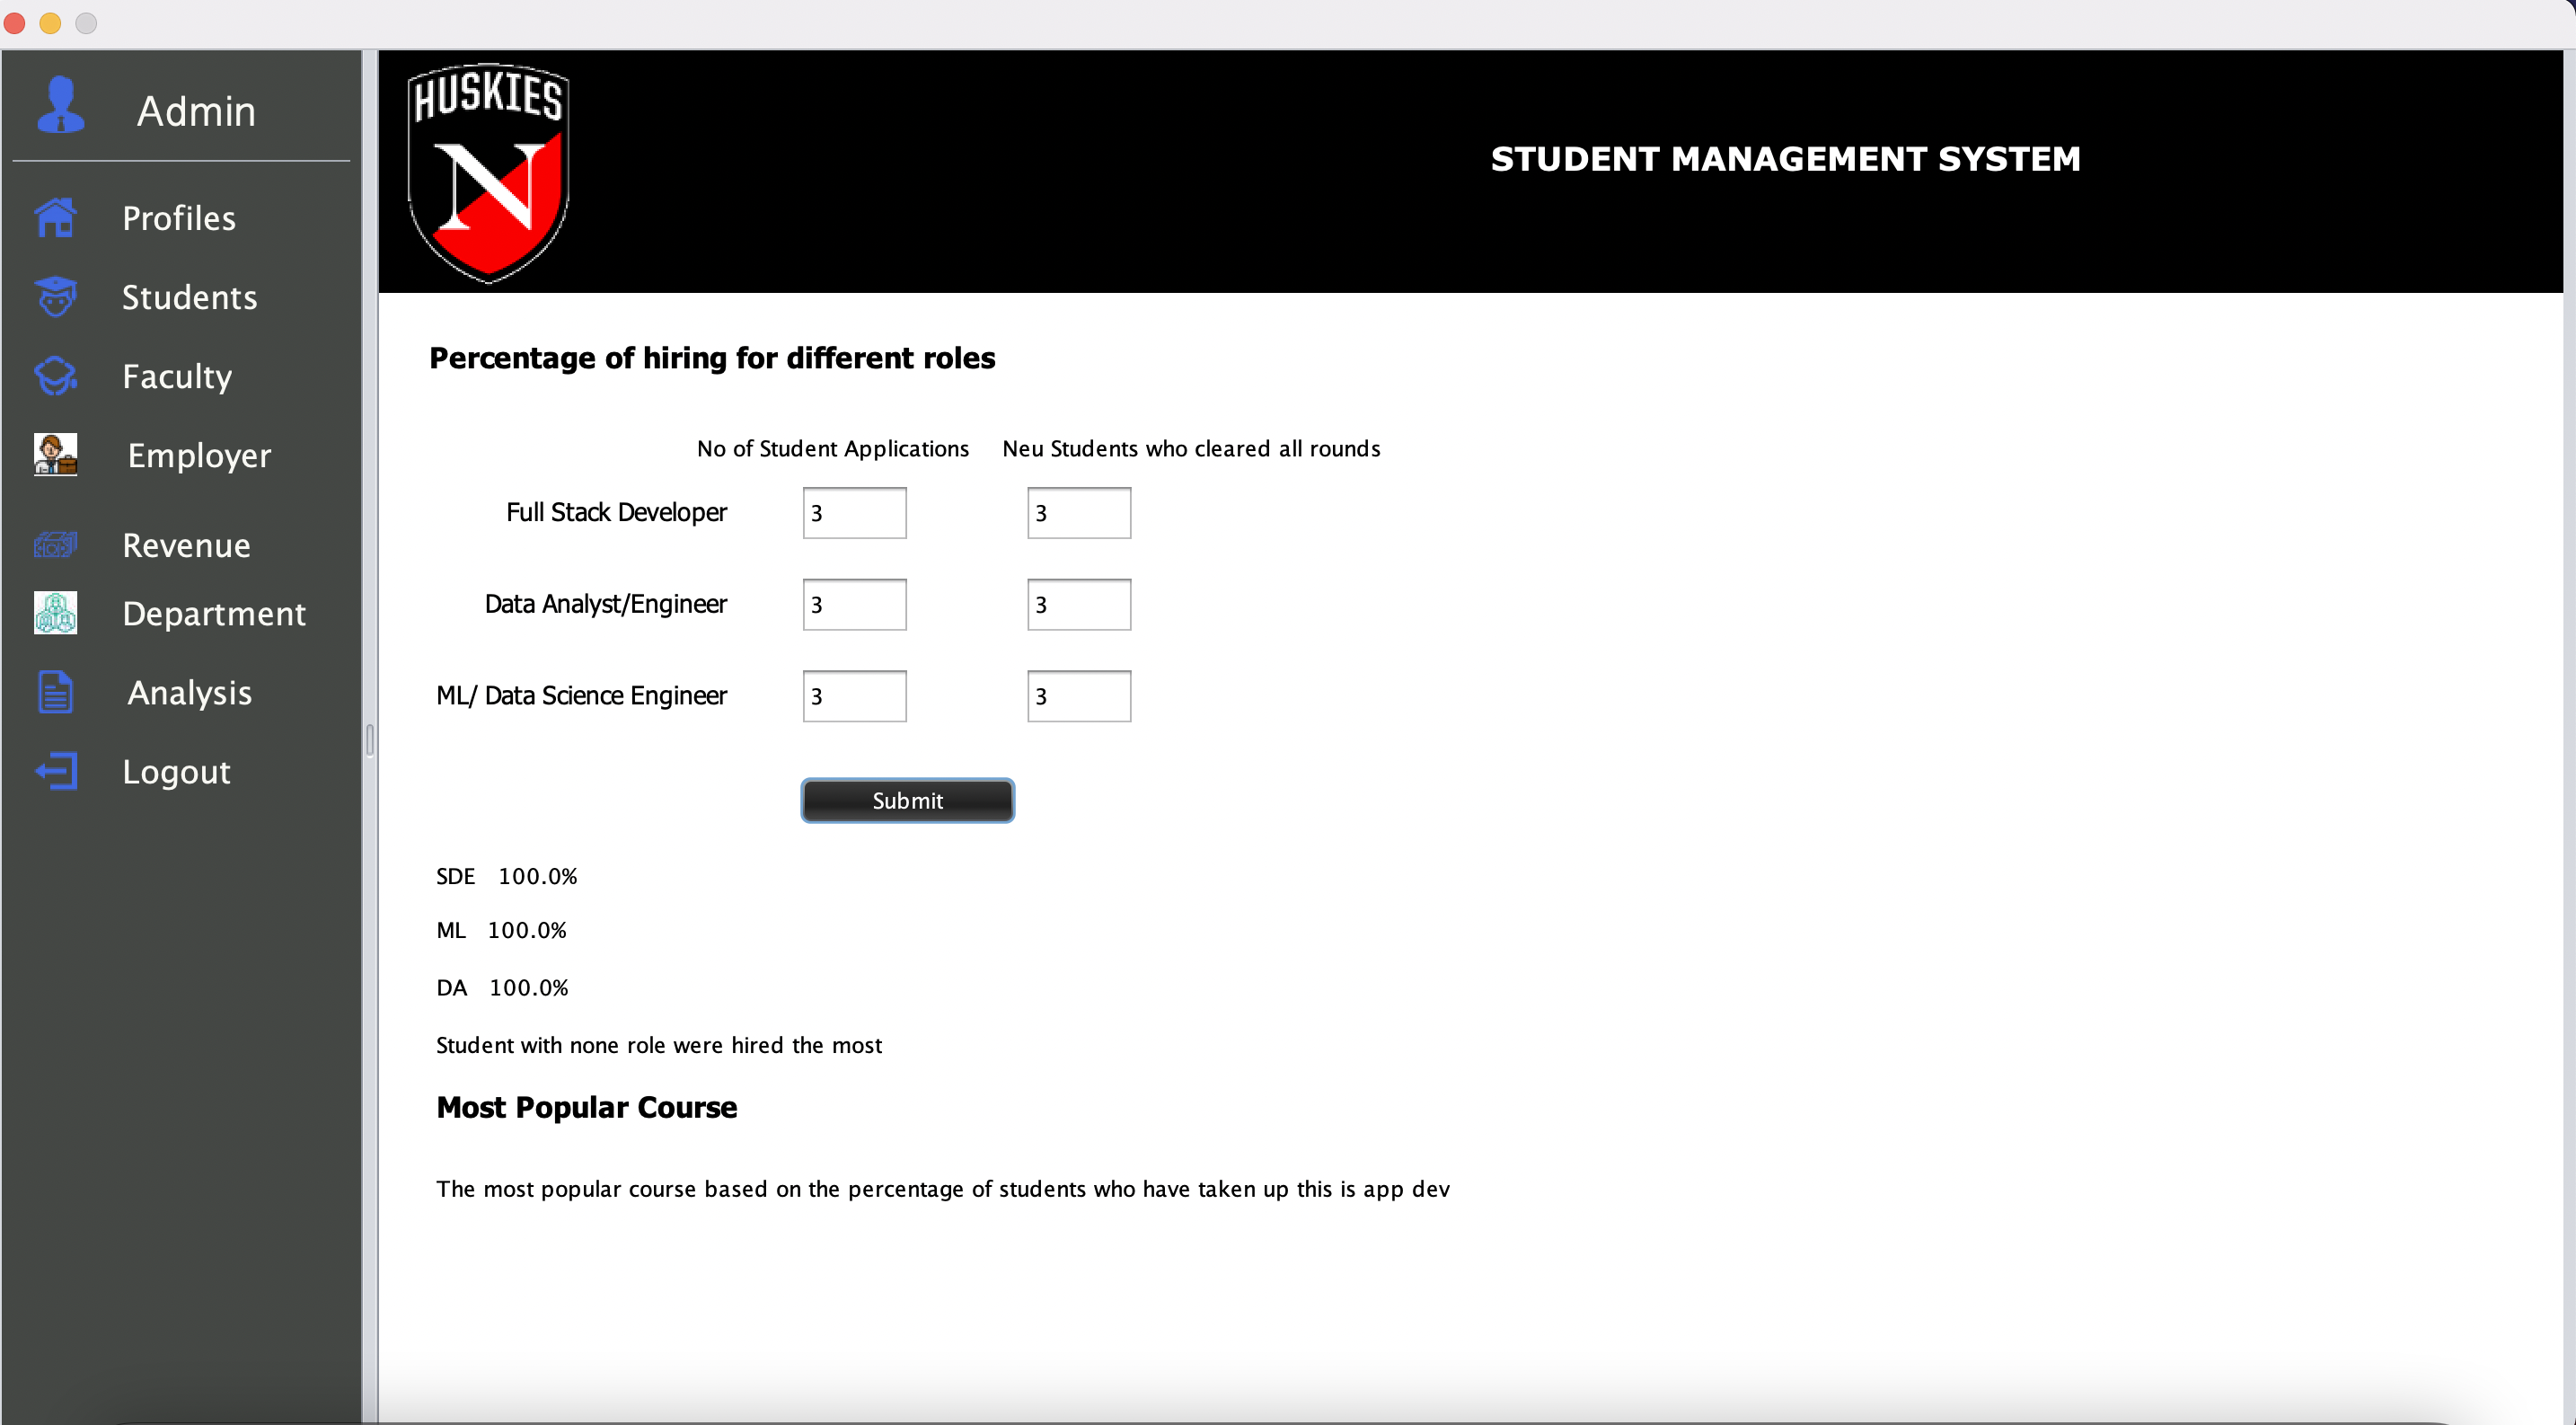 Admin
Profiles
Students
Faculty
Employer
Revenue
Department
Analysis
Logout
HUSKIES
N
STUDENT MANAGEMENT SYSTEM
Percentage of hiring for different roles
No of Student Applications Neu Students who cleared all rounds
Full Stack Developer 3 3
Data Analyst/Engineer 3 3
ML/ Data Science Engineer 3 3
Submit
SDE 100.0%
ML 100.0%
DA 100.0%
Student with none role were hired the most
Most Popular Course
The most popular course based on the percentage of students who have taken up this is app dev